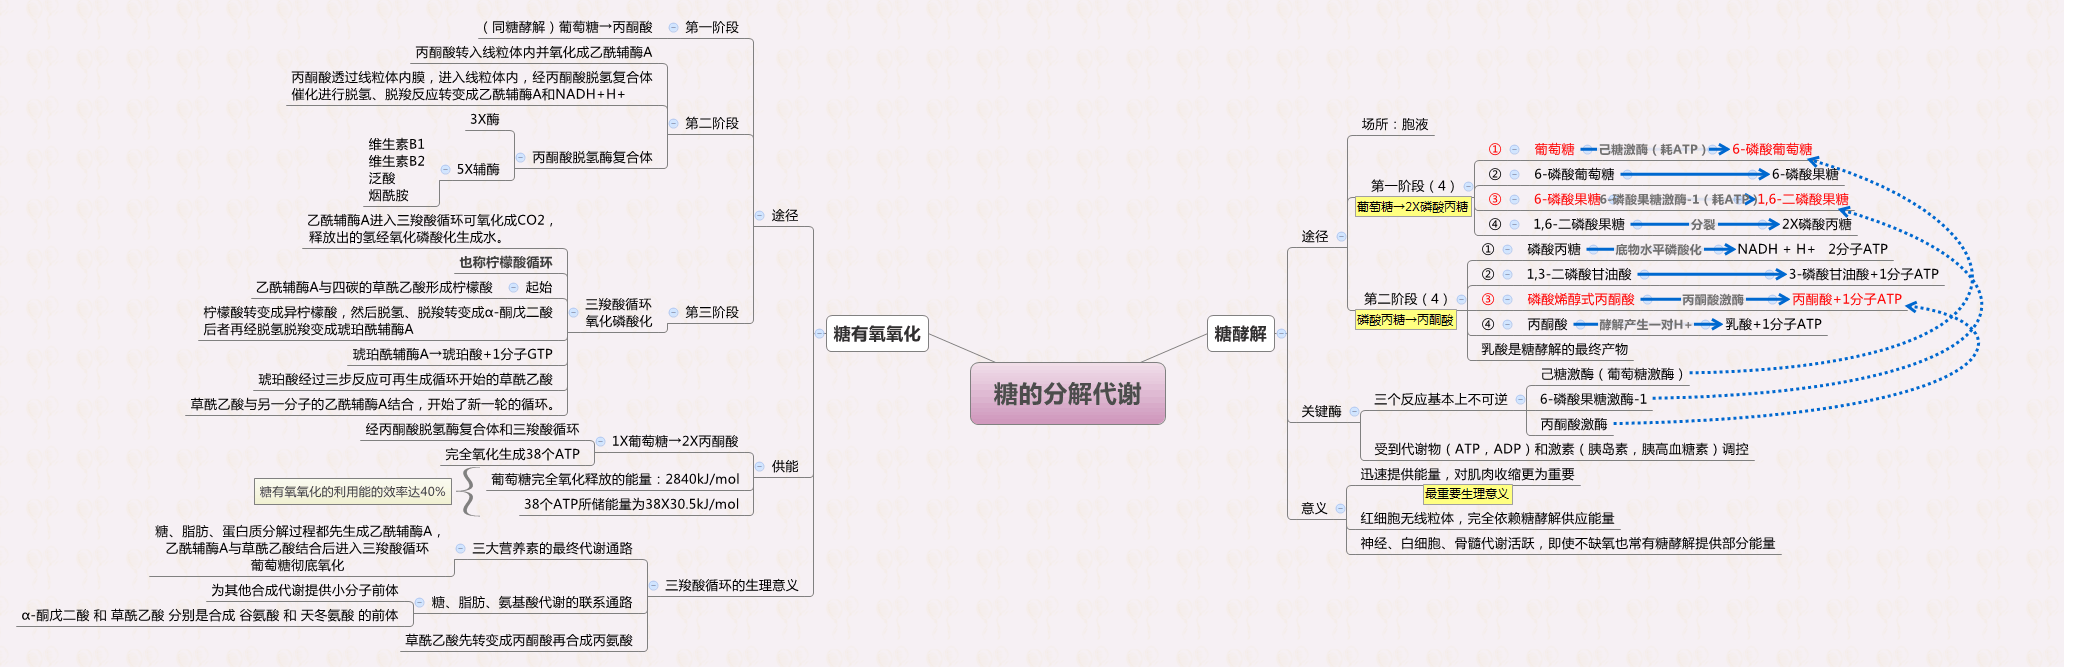 糖的分解代谢
糖酵解
途径
场所：胞液
第一阶段（4）
葡萄糖→2X磷酸丙糖
① 葡萄糖 己糖激酶（耗ATP） 6-磷酸葡萄糖
② 6-磷酸葡萄糖 6-磷酸果糖
③ 6-磷酸果糖 6-磷酸果糖激酶-1（耗ATP） 1,6-二磷酸果糖
④ 1,6-二磷酸果糖 分裂 2X磷酸丙糖
第二阶段（4）
磷酸丙糖→丙酮酸
① 磷酸丙糖 底物水平磷酸化 NADH + H+ 2分子ATP
② 1,3-二磷酸甘油酸 3-磷酸甘油酸+1分子ATP
③ 磷酸烯醇式丙酮酸 丙酮酸激酶 丙酮酸+1分子ATP
④ 丙酮酸 酵解产生一对H+ 乳酸+1分子ATP
乳酸是糖酵解的最终产物
关键酶
三个反应基本上不可逆
己糖激酶（葡萄糖激酶）
6-磷酸果糖激酶-1
丙酮酸激酶
受到代谢物（ATP，ADP）和激素（胰岛素，胰高血糖素）调控
意义
迅速提供能量，对肌肉收缩更为重要
最重要生理意义
红细胞无线粒体，完全依赖糖酵解供应能量
神经、白细胞、骨髓代谢活跃，即使不缺氧也常有糖酵解提供部分能量
糖有氧氧化
途径
第一阶段
（同糖酵解）葡萄糖→丙酮酸
第二阶段
丙酮酸转入线粒体内并氧化成乙酰辅酶A
丙酮酸透过线粒体内膜，进入线粒体内，经丙酮酸脱氢复合体
催化进行脱氢、脱羧反应转变成乙酰辅酶A和NADH+H+
丙酮酸脱氢酶复合体
3X酶
5X辅酶
维生素B1
维生素B2
泛酸
烟酰胺
第三阶段
三羧酸循环
氧化磷酸化
乙酰辅酶A进入三羧酸循环可氧化成CO2，
释放出的氢经氧化磷酸化生成水。
也称柠檬酸循环
起始
乙酰辅酶A与四碳的草酰乙酸形成柠檬酸
柠檬酸转变成异柠檬酸，然后脱氢、脱羧转变成α-酮戊二酸
后者再经脱氢脱羧变成琥珀酰辅酶A
琥珀酰辅酶A→琥珀酸+1分子GTP
琥珀酸经过三步反应可再生成循环开始的草酰乙酸
草酰乙酸与另一分子的乙酰辅酶A结合，开始了新一轮的循环。
供能
1X葡萄糖→2X丙酮酸
经丙酮酸脱氢酶复合体和三羧酸循环
完全氧化生成38个ATP
葡萄糖完全氧化释放的能量：2840kJ/mol
38个ATP所储能量为38X30.5kJ/mol
糖有氧氧化的利用能的效率达40%
三羧酸循环的生理意义
三大营养素的最终代谢通路
糖、脂肪、蛋白质分解过程都先生成乙酰辅酶A，
乙酰辅酶A与草酰乙酸结合后进入三羧酸循环
葡萄糖彻底氧化
糖、脂肪、氨基酸代谢的联系通路
为其他合成代谢提供小分子前体
α-酮戊二酸 和 草酰乙酸 分别是合成 谷氨酸 和 天冬氨酸 的前体
草酰乙酸先转变成丙酮酸再合成丙氨酸